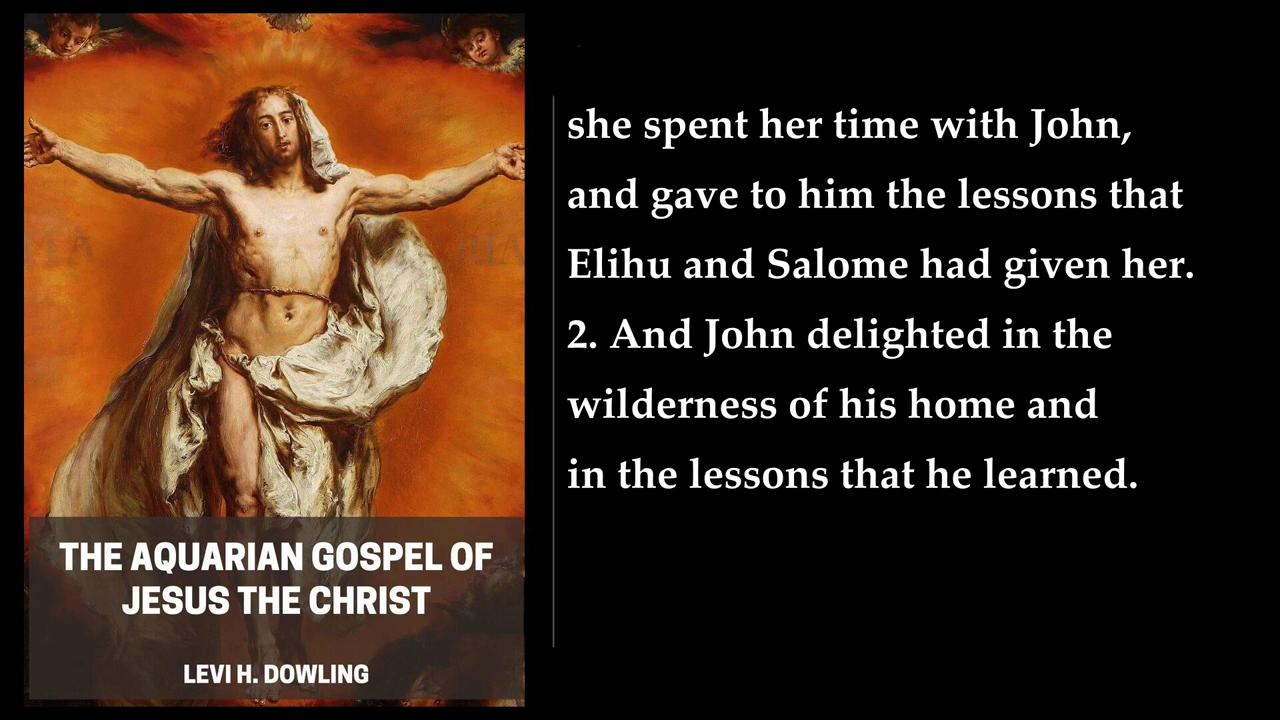 THE AQUARIAN GOSPEL OF
JESUS THE CHRIST
LEVI H. DOWLING
she spent her time with John,
and gave to him the lessons that
Elihu and Salome had given her.
2. And John delighted in the
wilderness of his home and
in the lessons that he learned.